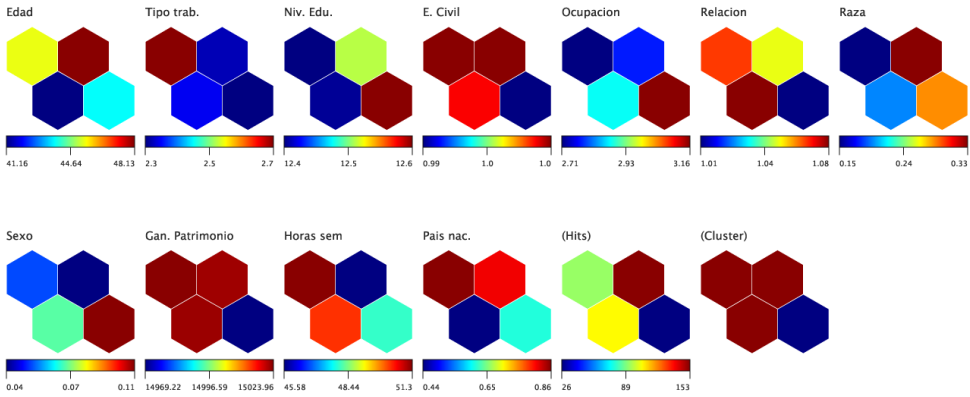 Edad Tipo trab. Niv. Edu. E. Civil Ocupacion Relacion Raza
41.16 44.64 48.13 2.3 2.5 2.7 12.4 12.5 12.6 0.99 1.0 1.0 2.71 2.93 3.16 1.01 1.04 1.08 0.15 0.24 0.33
Sexo Gan. Patrimonio Horas sem Pais nac. (Hits) (Cluster)
0.04 0.07 0.11 14969.22 14996.59 15023.96 45.58 48.44 51.3 0.44 0.65 0.86 26 89 153